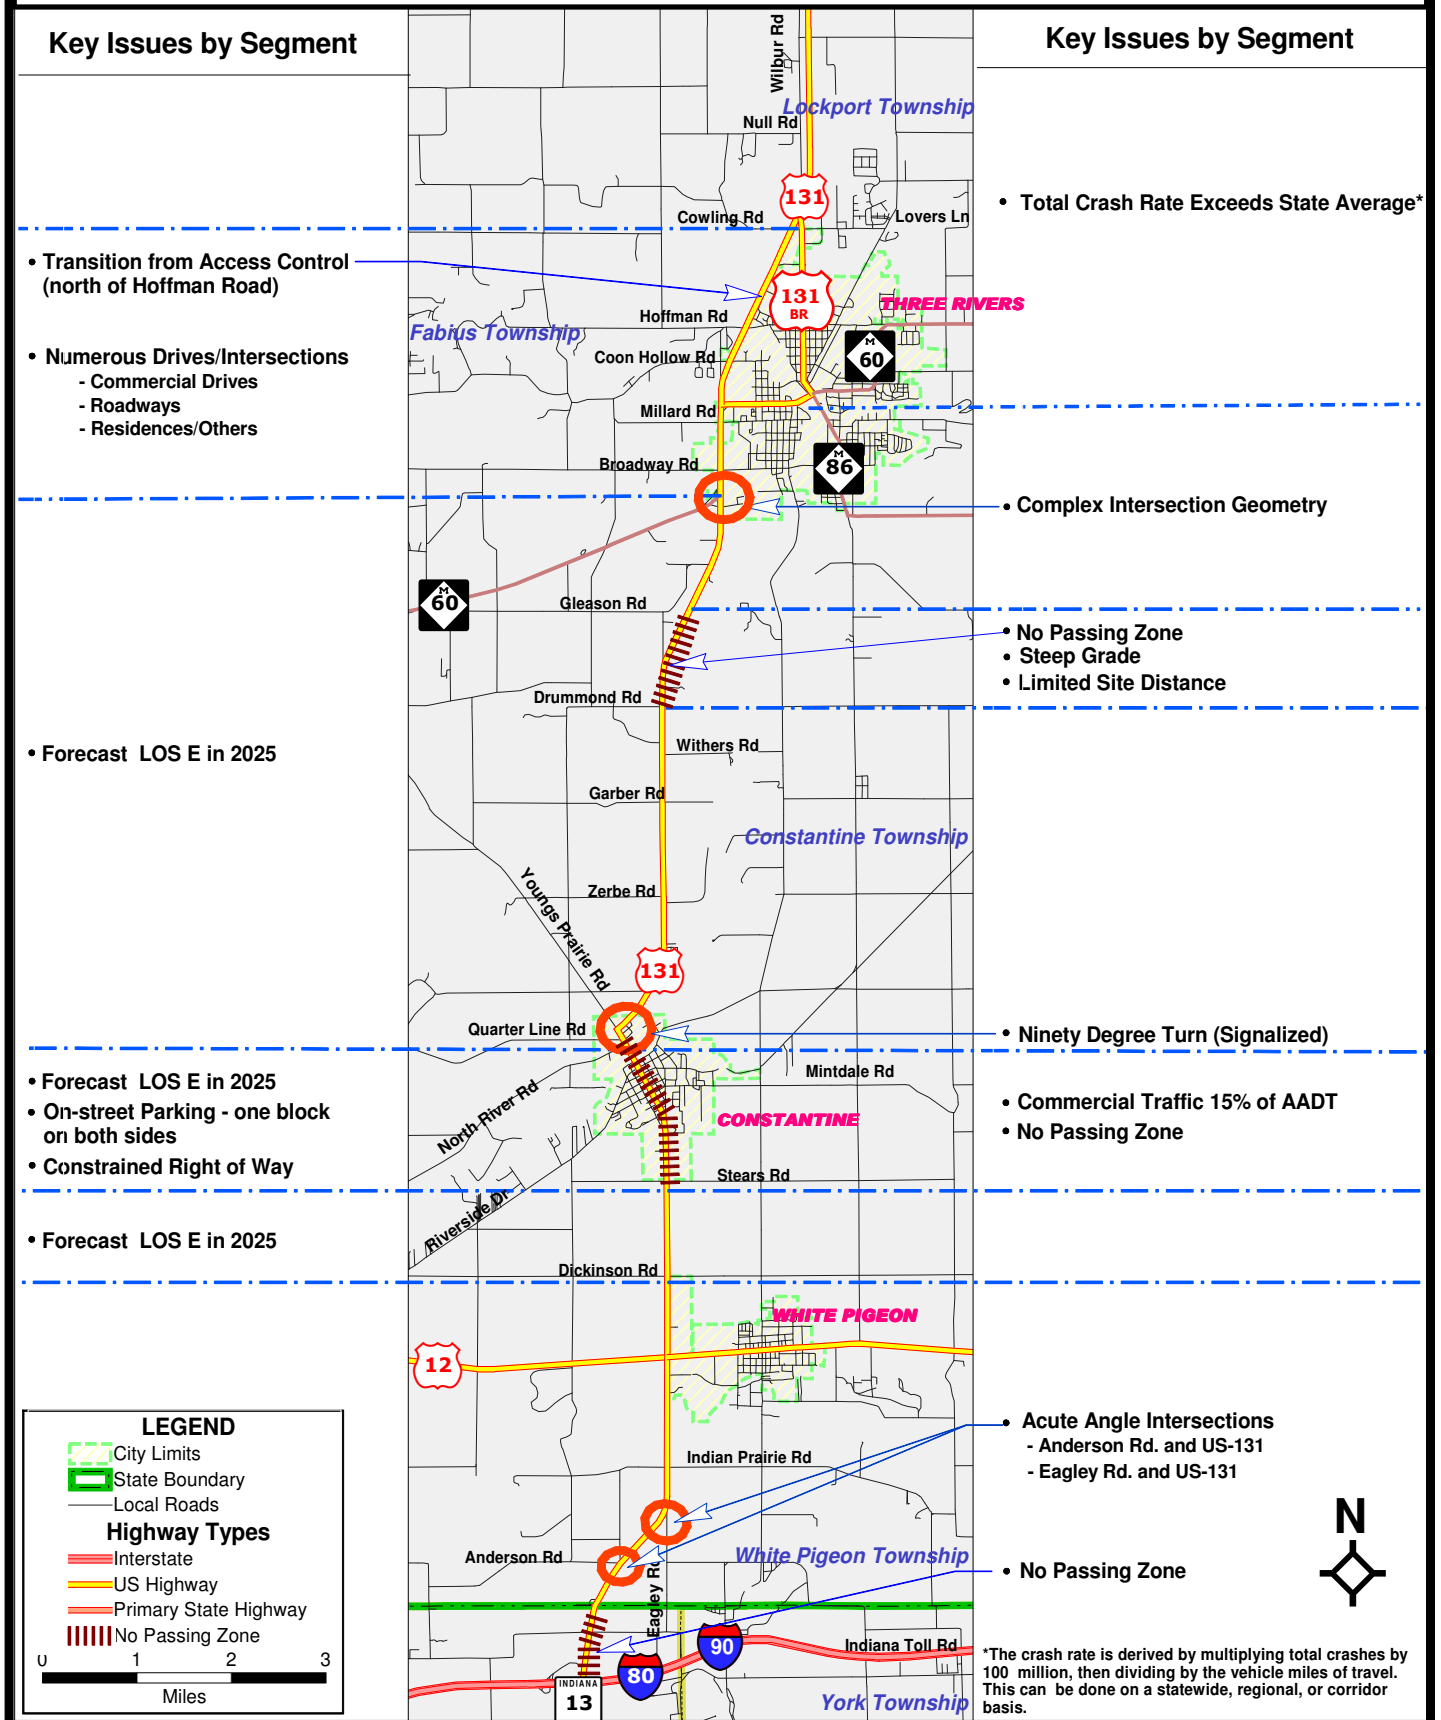 Key Issues by Segment
• Transition from Access Control
(north of Hoffman Road)
• Numerous Drives/Intersections
- Commercial Drives
- Roadways
- Residences/Others
• Forecast LOS E in 2025
• Forecast LOS E in 2025
• On-street Parking - one block
on both sides
• Constrained Right of Way
• Forecast LOS E in 2025
LEGEND
City Limits
State Boundary
Local Roads
Highway Types
Interstate
US Highway
Primary State Highway
No Passing Zone
0 1 2 3
Miles
Wilbur Rd
Lockport Township
Null Rd
131
Cowling Rd
Lovers Ln
131
BR
THREE RIVERS
Hoffman Rd
Fabius Township
M
60
Coon Hollow Rd
Millard Rd
Broadway Rd
M
86
M
60
Gleason Rd
Drummond Rd
Withers Rd
Garber Rd
Constantine Township
Youngs Prairie Rd
Zerbe Rd
131
Quarter Line Rd
Mintdale Rd
North River Rd
CONSTANTINE
Stears Rd
Riverside Dr
Dickinson Rd
WHITE PIGEON
12
Indian Prairie Rd
Anderson Rd
White Pigeon Township
Eagley Rd
90
Indiana Toll Rd
80
INDIANA
13
York Township
Key Issues by Segment
• Total Crash Rate Exceeds State Average*
• Complex Intersection Geometry
• No Passing Zone
• Steep Grade
• Limited Site Distance
• Ninety Degree Turn (Signalized)
• Commercial Traffic 15% of AADT
• No Passing Zone
• Acute Angle Intersections
- Anderson Rd. and US-131
- Eagley Rd. and US-131
N
• No Passing Zone
*The crash rate is derived by multiplying total crashes by
100 million, then dividing by the vehicle miles of travel.
This can be done on a statewide, regional, or corridor
basis.